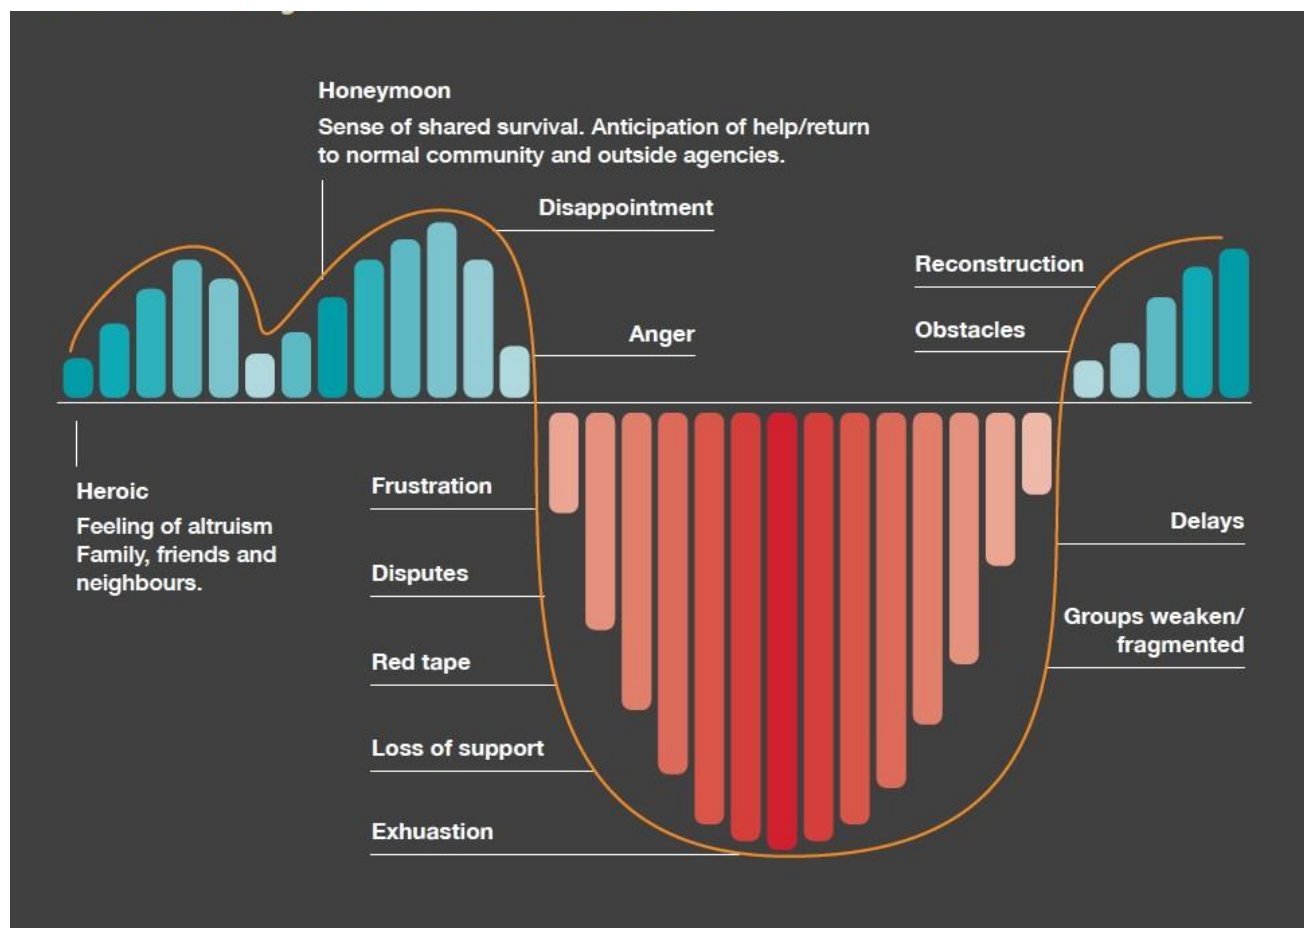 Honeymoon
Sense of shared survival. Anticipation of help/return
to normal community and outside agencies.
Disappointment
Anger
Reconstruction
Obstacles
Heroic
Feeling of altruism
Family, friends and
neighbours.
Frustration
Disputes
Red tape
Loss of support
Exhuastion
Delays
Groups weaken/
fragmented